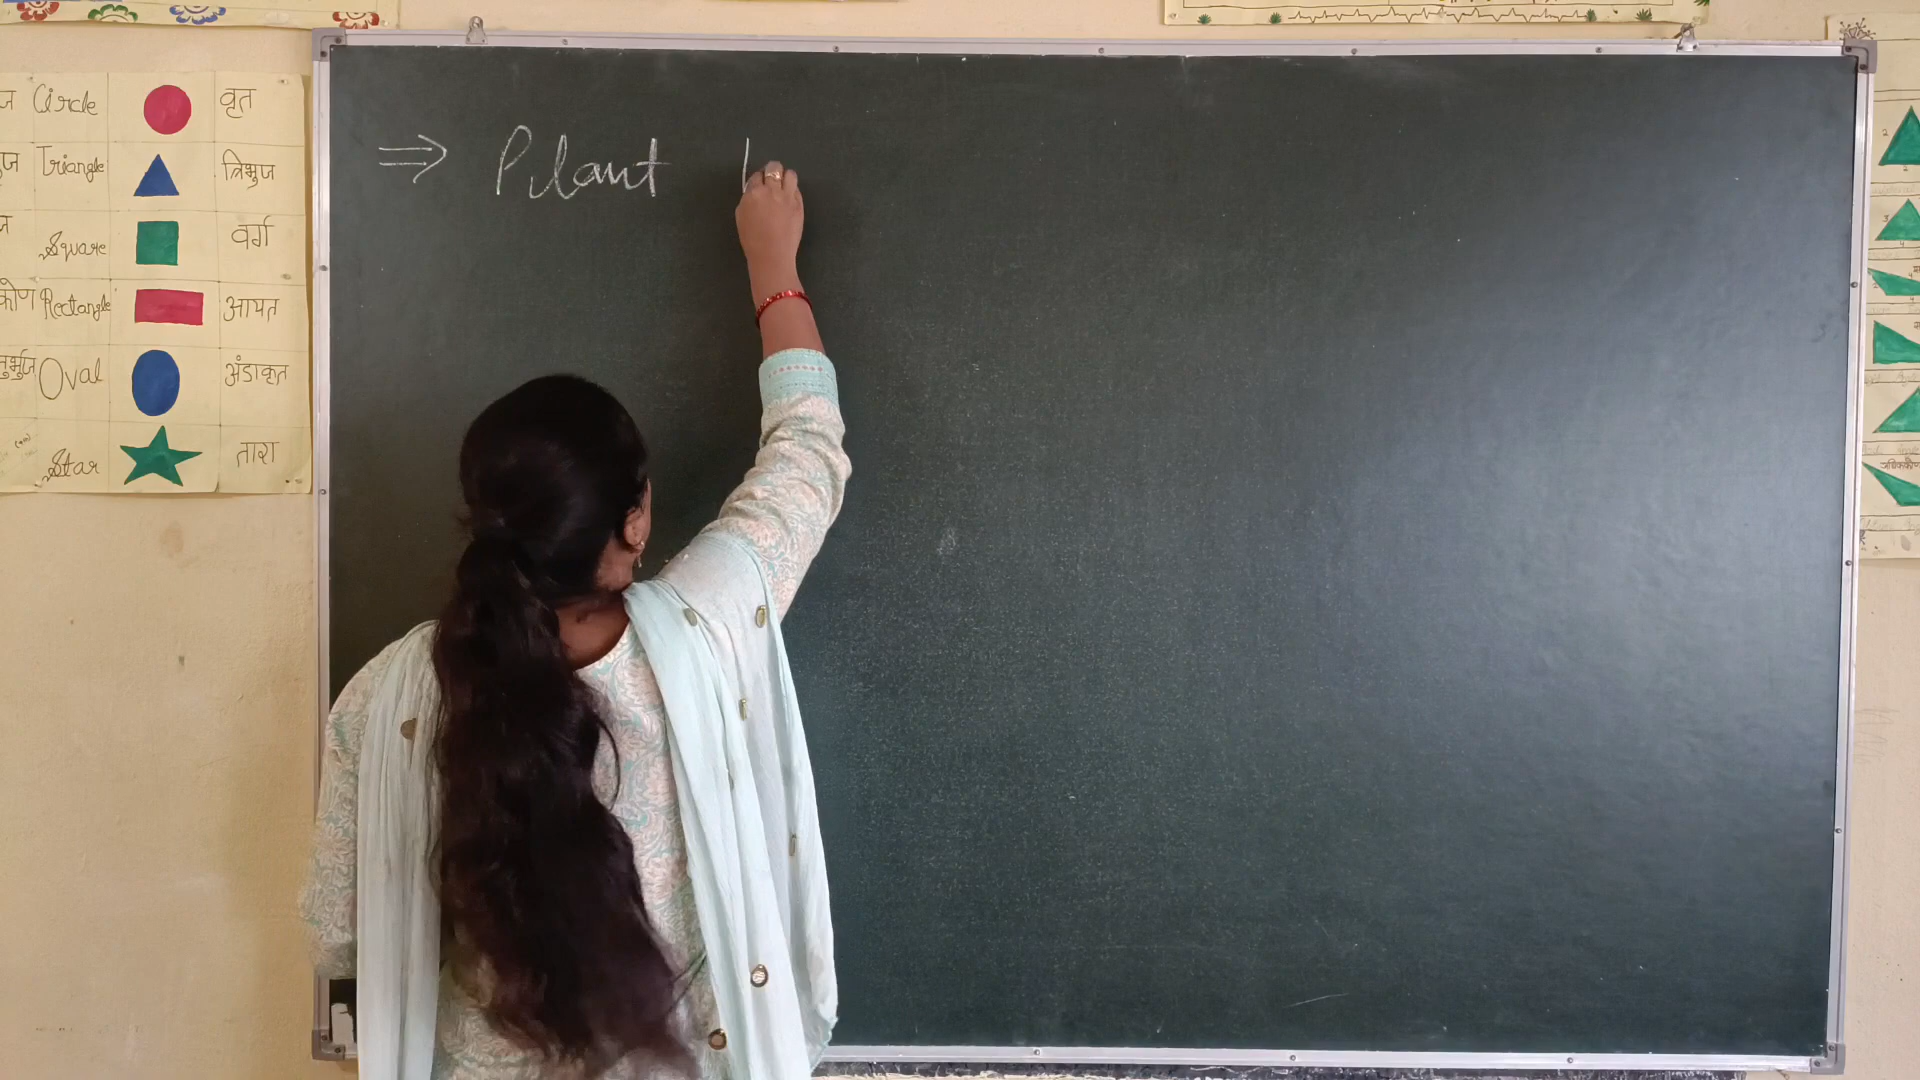 ⇒ Plant
Circle वृत
Triangle त्रिभुज
Square वर्ग
Rectangle आयत
Oval अंडाकृत
Star तारा